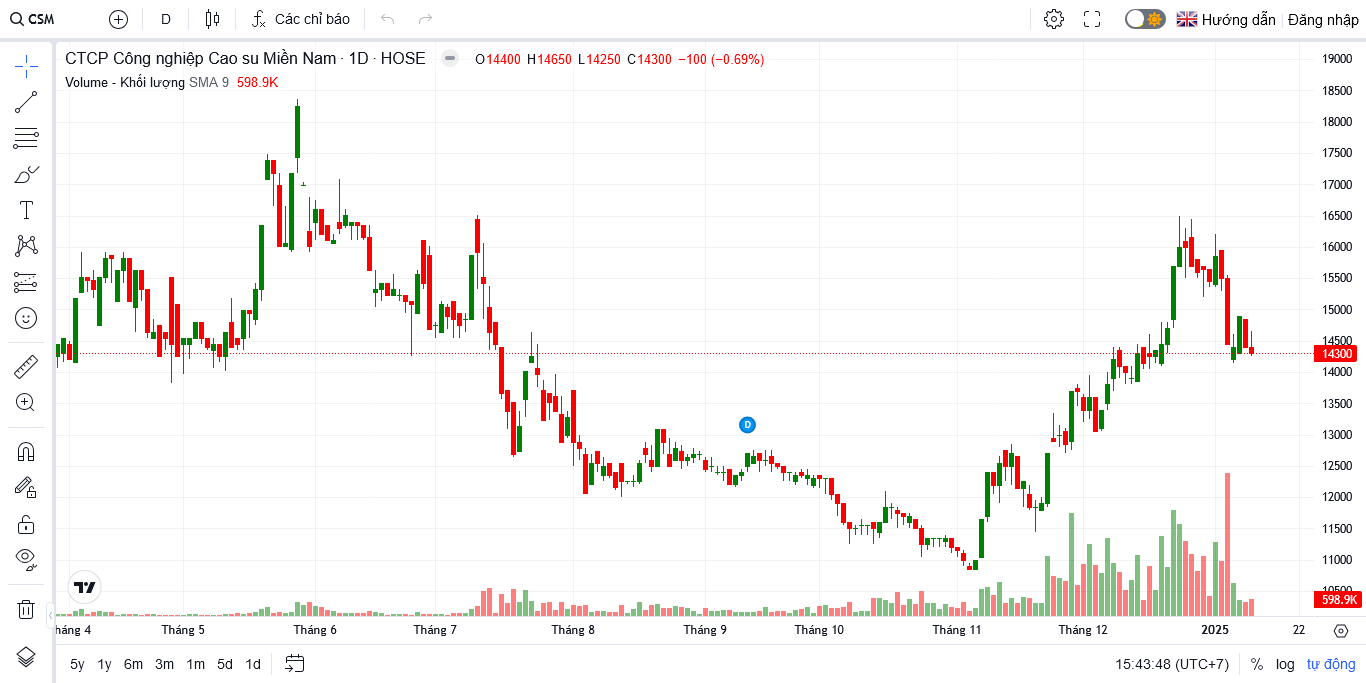 CSM D Các chỉ báo Hướng dẫn Đăng nhập
CTCP Công nghiệp Cao su Miền Nam · 1D · HOSE O14400 H14650 L14250 C14300 −100 (−0.69%)
Volume - Khối lượng SMA 9 598.9K
19000
18500
18000
17500
17000
16500
16000
15500
15000
14500
14300
14000
13500
13000
D
12500
12000
11500
11000
10500
598.9K
háng 4 Tháng 5 Tháng 6 Tháng 7 Tháng 8 Tháng 9 Tháng 10 Tháng 11 Tháng 12 2025 22
5y 1y 6m 3m 1m 5d 1d 15:43:48 (UTC+7) % log tự động